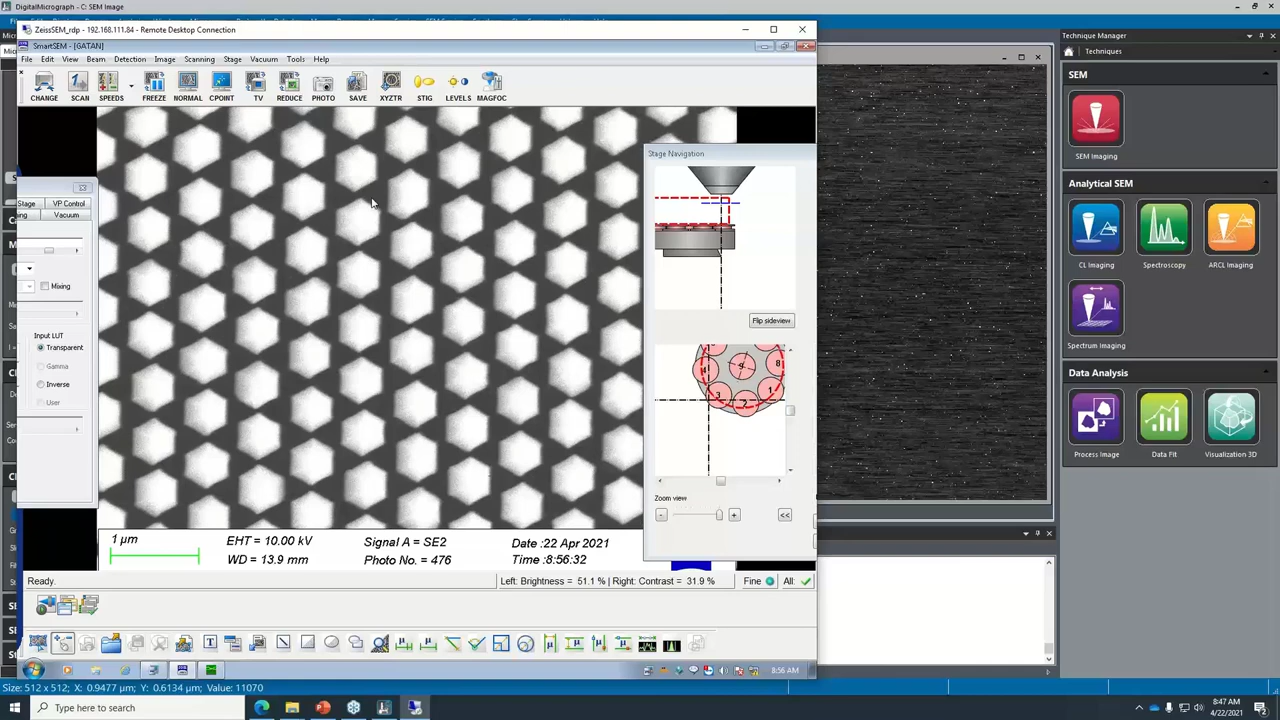 DigitalMicrograph - C: SEM Image
ZeissSEM_rdp - 192.168.111.84 - Remote Desktop Connection
SmartSEM - [GATAN]
File Edit View Beam Detection Image Scanning Stage Vacuum Tools Help
CHANGE SCAN SPEEDS FREEZE NORMAL CPOINT TV REDUCE PHOTO SAVE XYZTR STIG LEVELS MAGFOC
Stage VP Control
Vacuum
Mixing
Input LUT
Transparent
Gamma
Inverse
User
Stage Navigation
Flip sideview
8
3 2 1
Zoom view
- + <<
1 µm EHT = 10.00 kV Signal A = SE2 Date :22 Apr 2021
WD = 13.9 mm Photo No. = 476 Time :8:56:32
Ready. Left: Brightness = 51.1 % | Right: Contrast = 31.9 % Fine All:
8:56 AM
Technique Manager
Techniques
SEM
SEM Imaging
Analytical SEM
CL Imaging Spectroscopy ARCL Imaging
Spectrum Imaging
Data Analysis
Process Image Data Fit Visualization 3D
Size: 512 x 512; X: 0.9477 µm; Y: 0.6134 µm, Value: 11070
Type here to search
8:47 AM
4/22/2021